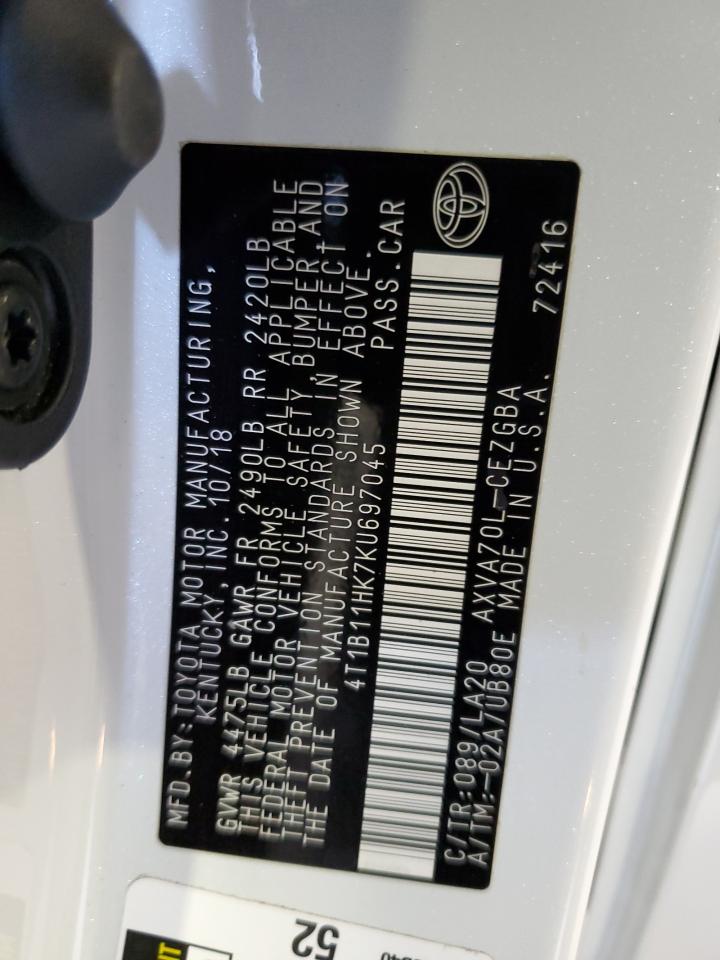 MFD.BY:TOYOTA MOTOR MANUFACTURING,
KENTUCKY, INC. 10/18
GVWR 4475LB GAWR FR 2490LB RR 2420LB
THIS VEHICLE CONFORMS TO ALL APPLICABLE
FEDERAL MOTOR VEHICLE SAFETY, BUMPER, AND
THEFT PREVENTION STANDARDS IN EFFECT ON
THE DATE OF MANUFACTURE SHOWN ABOVE.
4T1B11HK7KU697045 PASS.CAR
C/TR:089/LA20 AXVA70L-CEZGBA
A/TM:-02A/UB80E MADE IN U.S.A. 72416
52